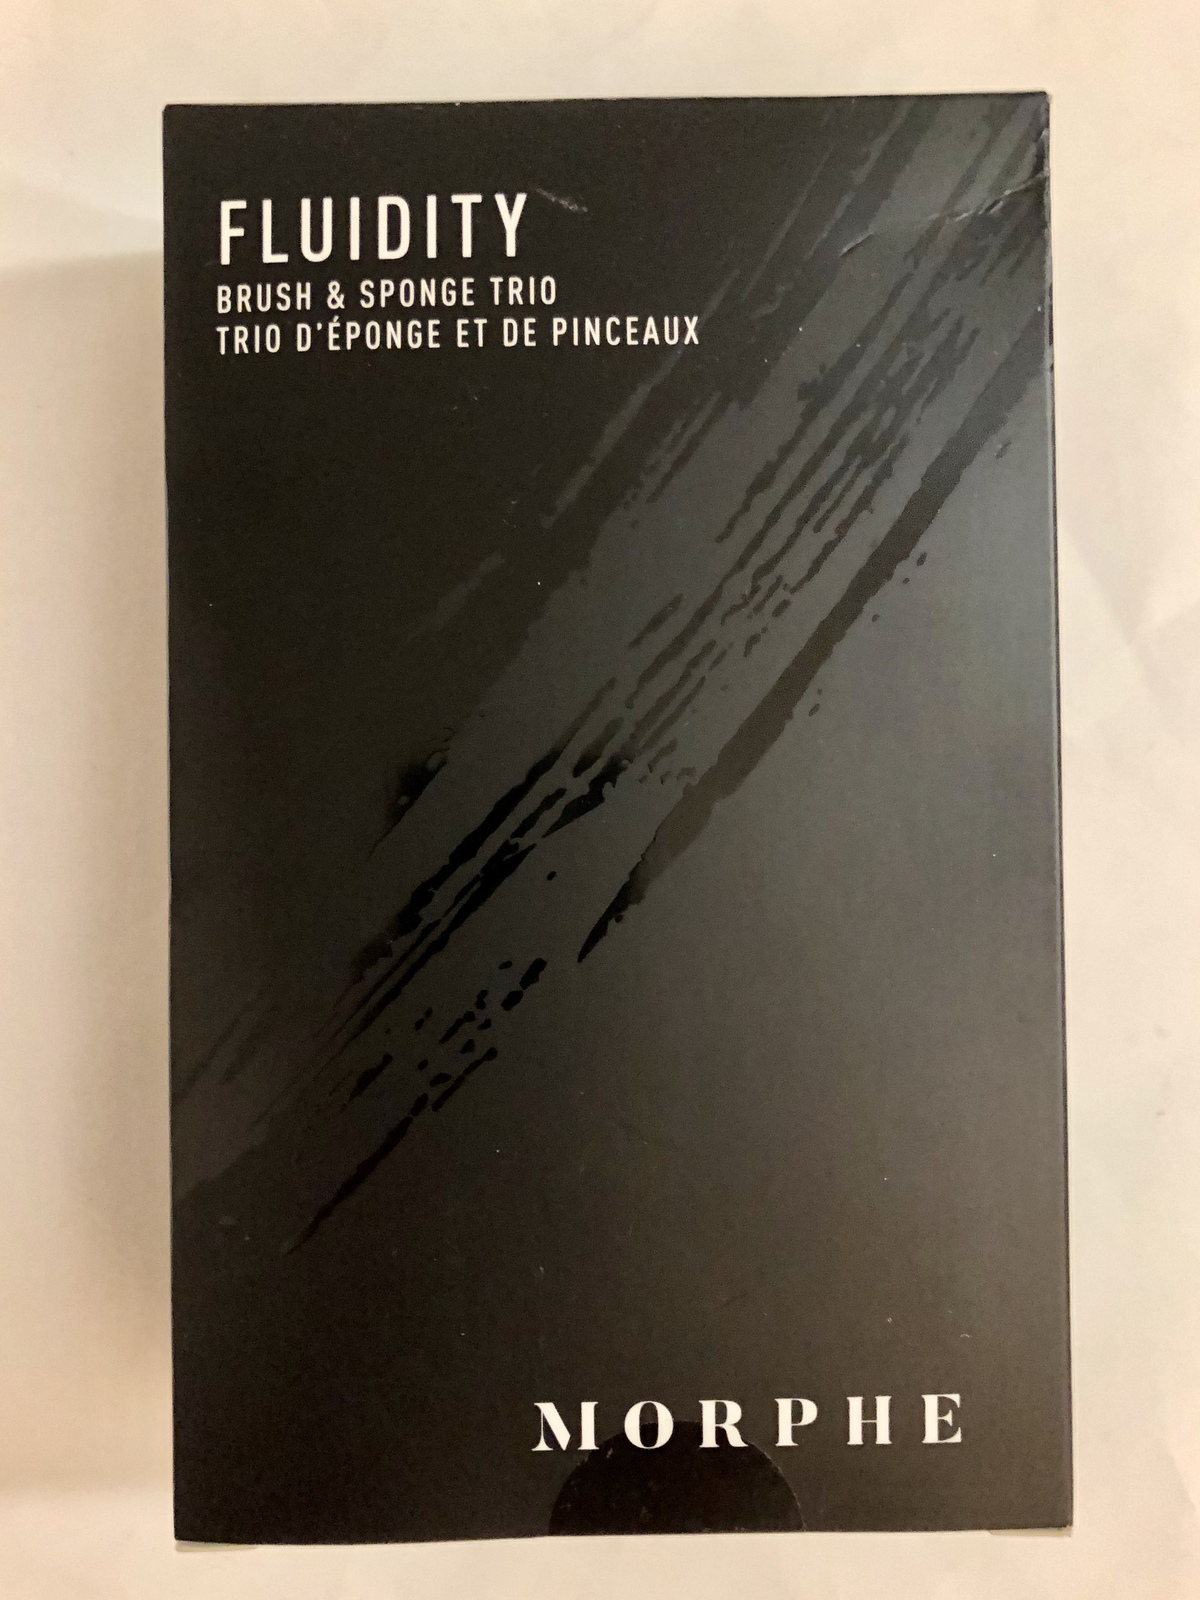 FLUIDITY
BRUSH & SPONGE TRIO
TRIO D'ÉPONGE ET DE PINCEAUX
MORPHE